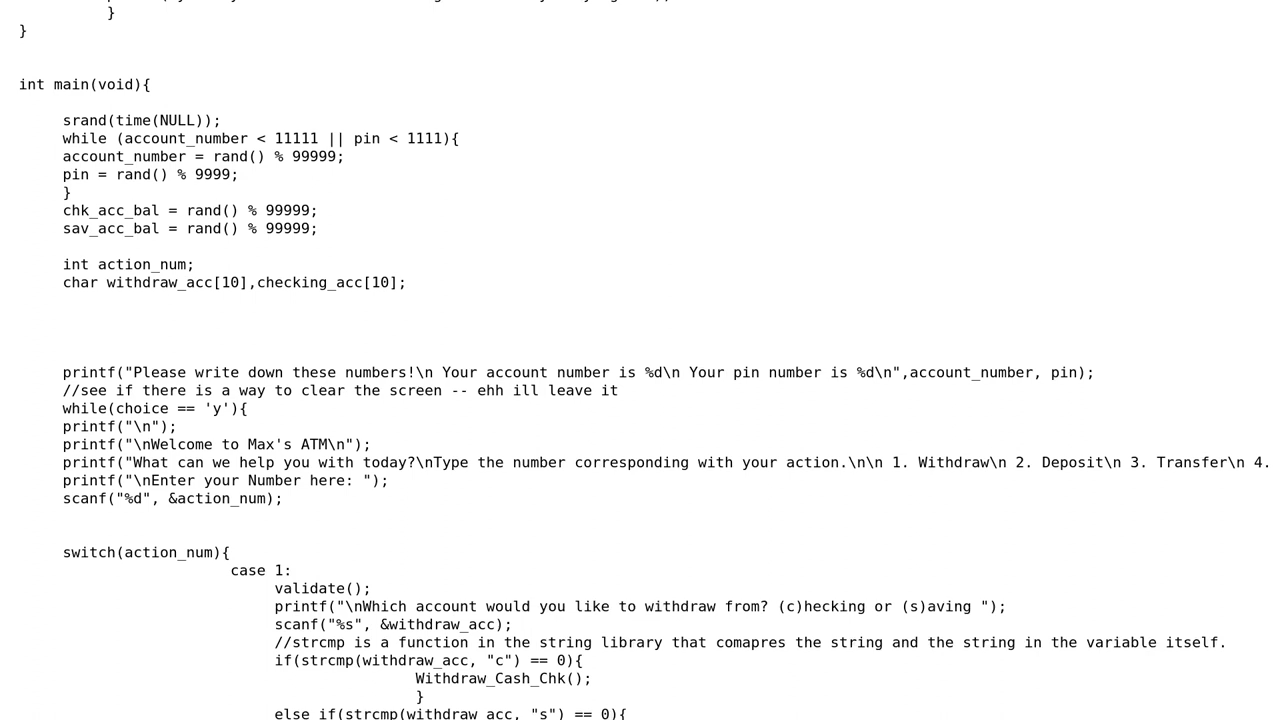 }
}
int main(void){
srand(time(NULL));
while (account_number < 11111 || pin < 1111){
account_number = rand() % 99999;
pin = rand() % 9999;
}
chk_acc_bal = rand() % 99999;
sav_acc_bal = rand() % 99999;
int action_num;
char withdraw_acc[10],checking_acc[10];
printf("Please write down these numbers!\n Your account number is %d\n Your pin number is %d\n",account_number, pin);
//see if there is a way to clear the screen -- ehh ill leave it
while(choice == 'y'){
printf("\n");
printf("\nWelcome to Max's ATM\n");
printf("What can we help you with today?\nType the number corresponding with your action.\n\n 1. Withdraw\n 2. Deposit\n 3. Transfer\n 4.
printf("\nEnter your Number here: ");
scanf("%d", &action_num);
switch(action_num){
case 1:
validate();
printf("\nWhich account would you like to withdraw from? (c)hecking or (s)aving ");
scanf("%s", &withdraw_acc);
//strcmp is a function in the string library that comapres the string and the string in the variable itself.
if(strcmp(withdraw_acc, "c") == 0){
Withdraw_Cash_Chk();
}
else if(strcmp(withdraw_acc, "s") == 0){